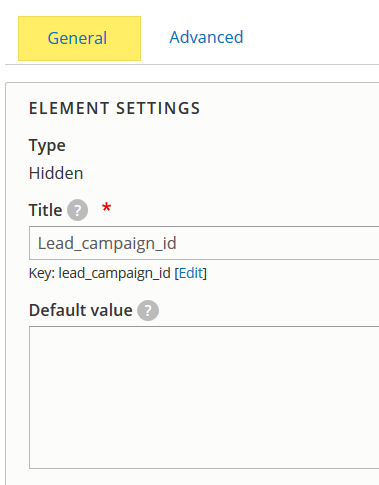 General Advanced
ELEMENT SETTINGS
Type
Hidden
Title ? *
Lead_campaign_id
Key: lead_campaign_id [Edit]
Default value ?